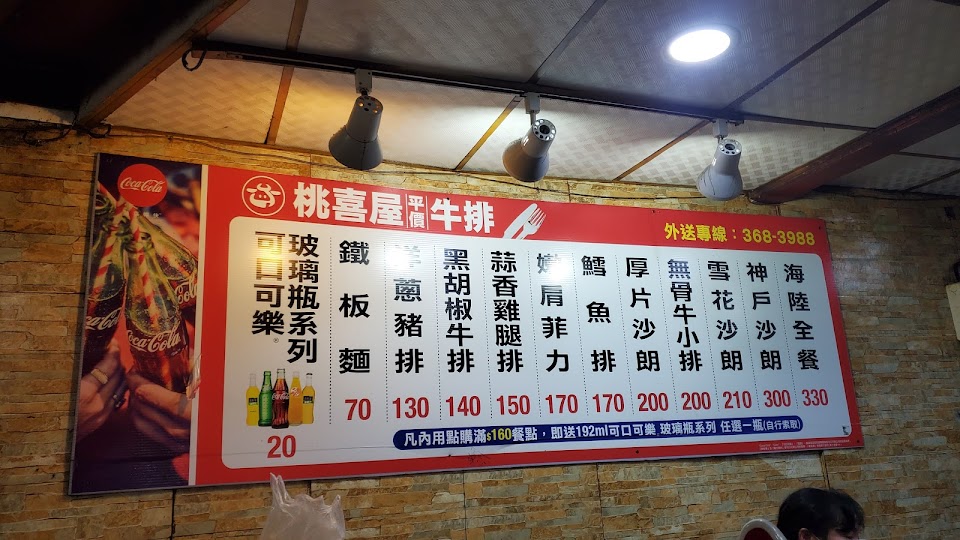 Coca-Cola
桃喜屋 平價 牛排
外送專線：368-3988
可口可樂®
玻璃瓶系列
20
鐵板麵
70
洋蔥豬排
130
黑胡椒牛排
140
蒜香雞腿排
150
嫩肩菲力
170
鱈魚排
170
厚片沙朗
200
無骨牛小排
200
雪花沙朗
210
神戶沙朗
300
海陸全餐
330
凡內用點購滿$160餐點，即送192ml可口可樂 玻璃瓶系列 任選一瓶(自行索取)
Coca-Cola